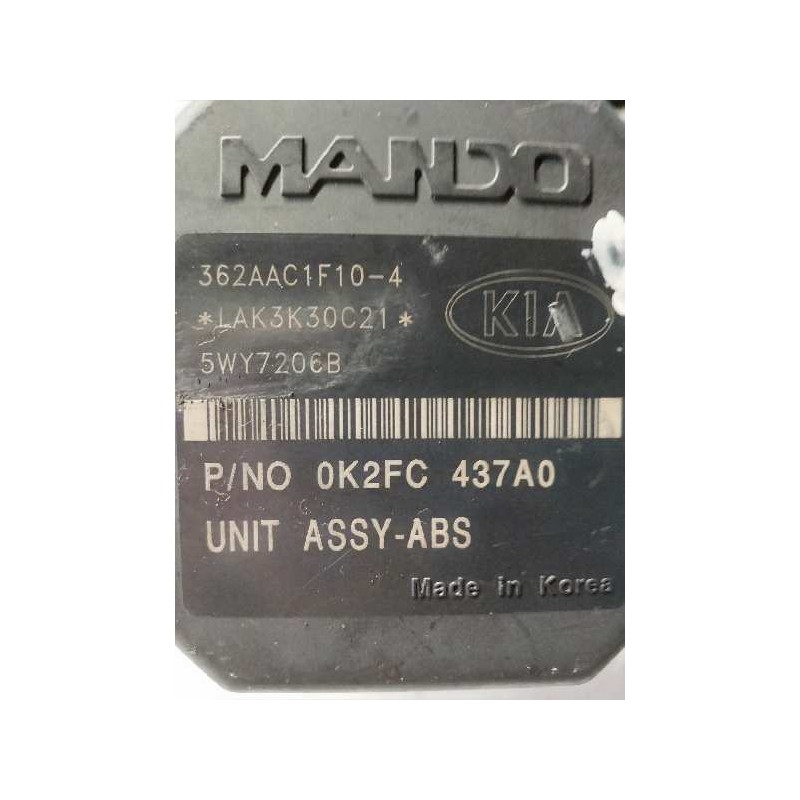 MANDO
362AAC1F10-4
*LAK3K30C21*
KIA
5WY7206B
P/NO 0K2FC 437A0
UNIT ASSY-ABS
Made in Korea